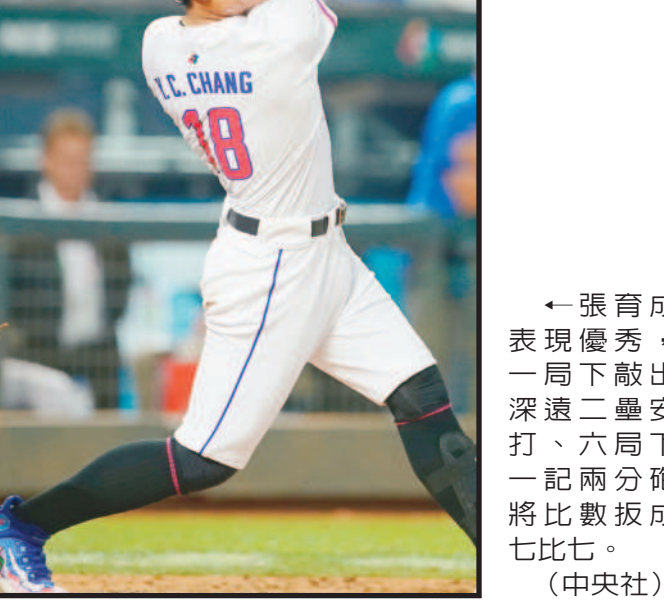 Y.C. CHANG
18
←張育成
表現優秀，
一局下敲出
深遠二壘安
打、六局下
一記兩分砲
將比數扳成
七比七。
（中央社）